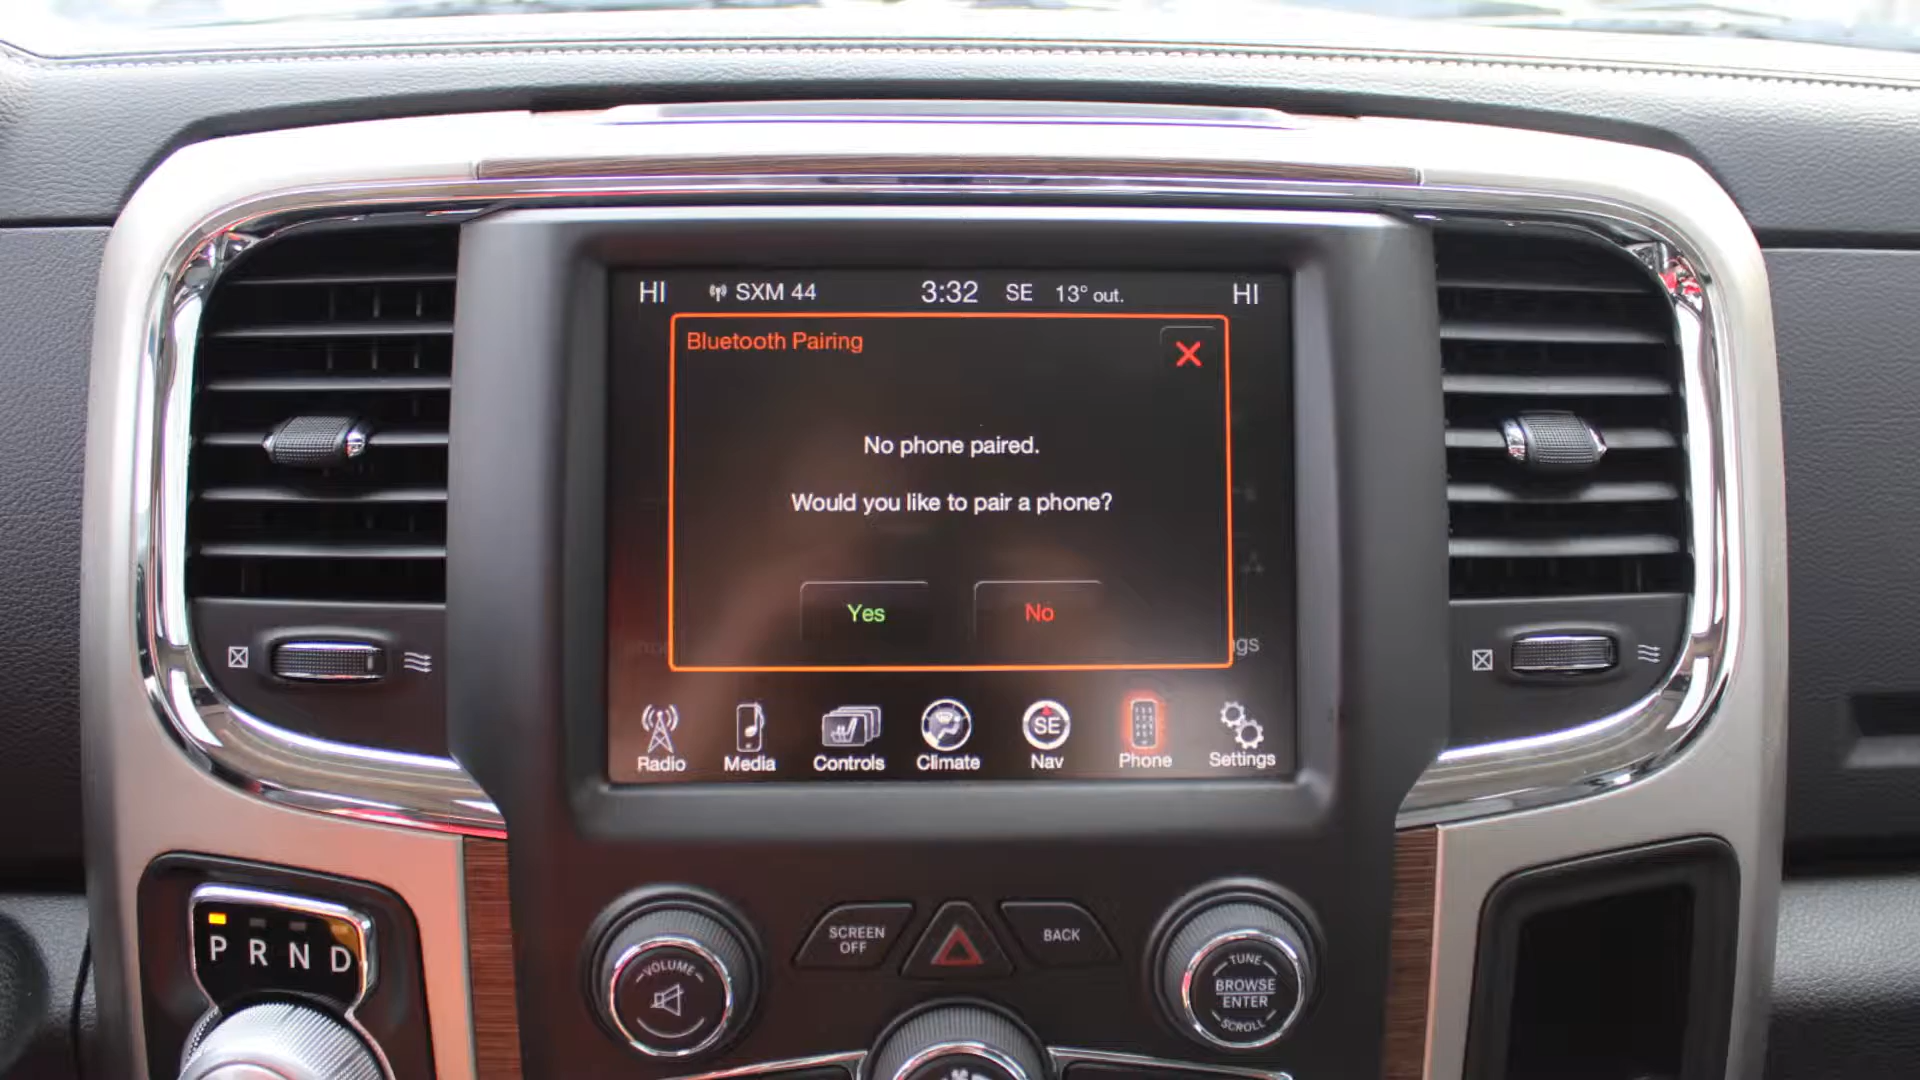 HI SXM 44 3:32 SE 13° out. HI
Bluetooth Pairing
No phone paired.
Would you like to pair a phone?
Yes No
gs
Radio Media Controls Climate SE Nav Phone Settings
SCREEN OFF
BACK
P R N D
VOLUME
TUNE
BROWSE
ENTER
SCROLL